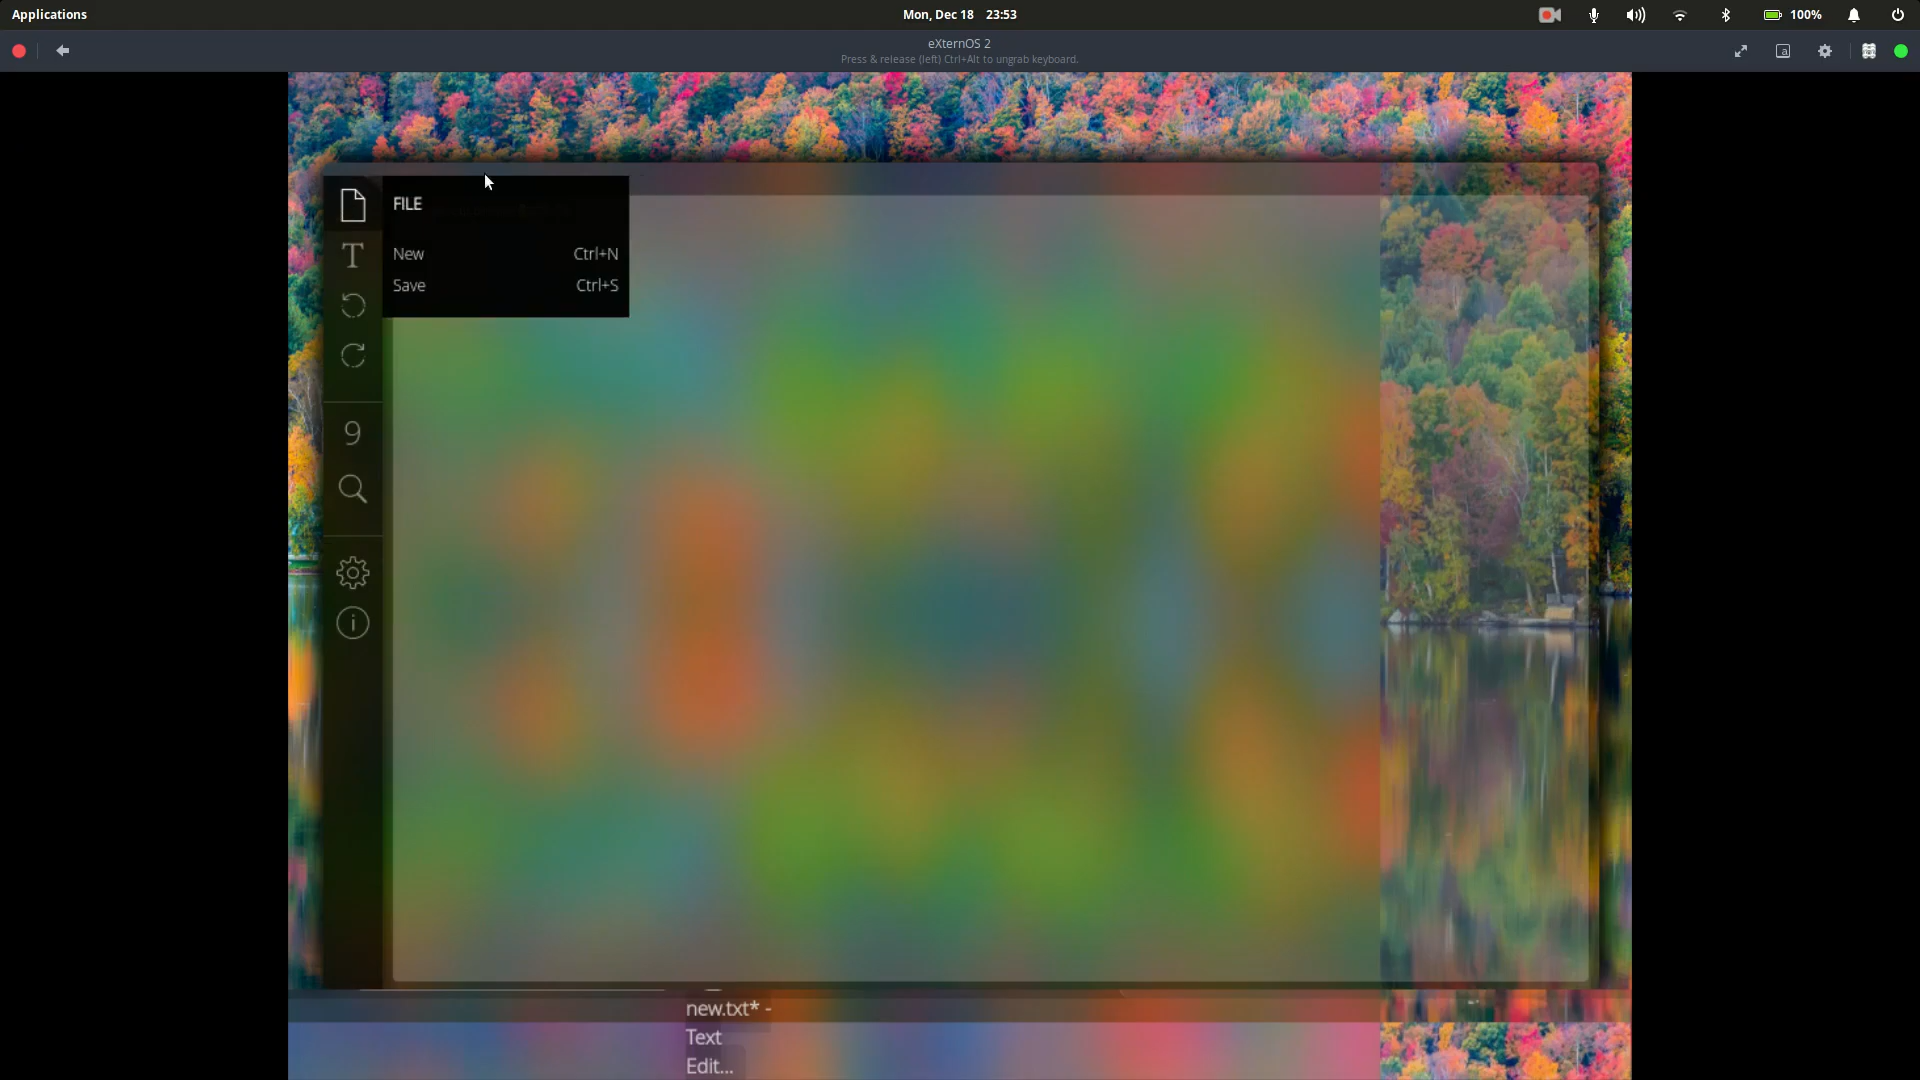 Applications
Mon, Dec 18 23:53
100%
eXternOS 2
Press & release (left) Ctrl+Alt to ungrab keyboard.
a
FILE
New Ctrl+N
Save Ctrl+S
T
9
i
new.txt* -
Text
Edit...